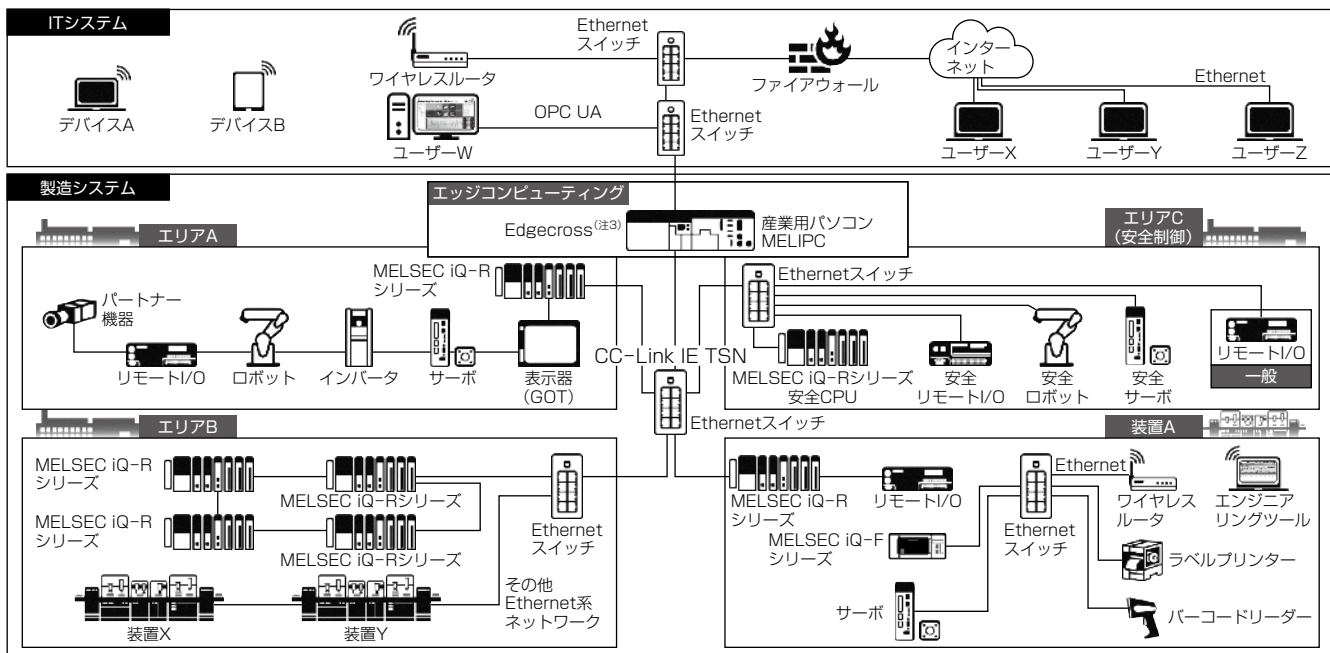 ITシステム
デバイスA
デバイスB
ワイヤレスルータ
ユーザーW
OPC UA
Ethernet
スイッチ
Ethernet
スイッチ
ファイアウォール
インター
ネット
Ethernet
ユーザーX
ユーザーY
ユーザーZ
製造システム
エッジコンピューティング
Edgecross(注3)
産業用パソコン
MELIPC
エリアA
パートナー
機器
リモートI/O
ロボット
インバータ
サーボ
表示器
(GOT)
MELSEC iQ-R
シリーズ
CC-Link IE TSN
Ethernetスイッチ
エリアC
(安全制御)
Ethernetスイッチ
MELSEC iQ-Rシリーズ
安全CPU
安全
リモートI/O
安全
ロボット
安全
サーボ
リモートI/O
一般
エリアB
MELSEC iQ-R
シリーズ
MELSEC iQ-Rシリーズ
MELSEC iQ-R
シリーズ
MELSEC iQ-Rシリーズ
Ethernet
スイッチ
装置X
装置Y
その他
Ethernet系
ネットワーク
装置A
MELSEC iQ-R
シリーズ
リモートI/O
MELSEC iQ-F
シリーズ
サーボ
Ethernet
Ethernet
スイッチ
ワイヤレス
ルータ
エンジニア
リングツール
ラベルプリンター
バーコードリーダー